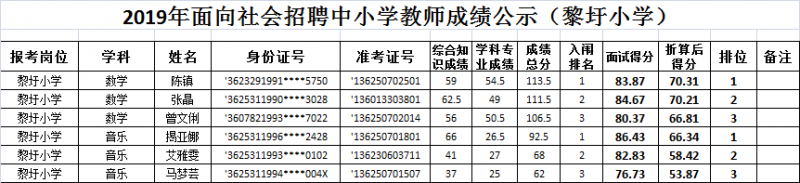 2019年面向社会招聘中小学教师成绩公示（黎圩小学）
报考岗位 学科 姓名 身份证号 准考证号 综合知识成绩 学科专业成绩 成绩总分 入闱排名 面试得分 折算后得分 排位 备注
黎圩小学 数学 陈镇 '3623291991****5750 '136250702501 59 54.5 113.5 1 83.87 70.31 1
黎圩小学 数学 张晶 '3625311990****3028 '136013303801 62.5 49 111.5 2 84.67 70.21 2
黎圩小学 数学 曾文俐 '3607821993****7022 '136250702014 56 50.5 106.5 3 80.37 66.81 3
黎圩小学 音乐 揭亚娜 '3625311996****2428 '136250701801 66 26.5 92.5 1 86.43 66.34 1
黎圩小学 音乐 艾雅雯 '3625311993****0102 '136230603711 41 27 68 2 82.83 58.42 2
黎圩小学 音乐 马梦芸 '3625311994****004X '136250701507 37 25 62 3 76.73 53.87 3